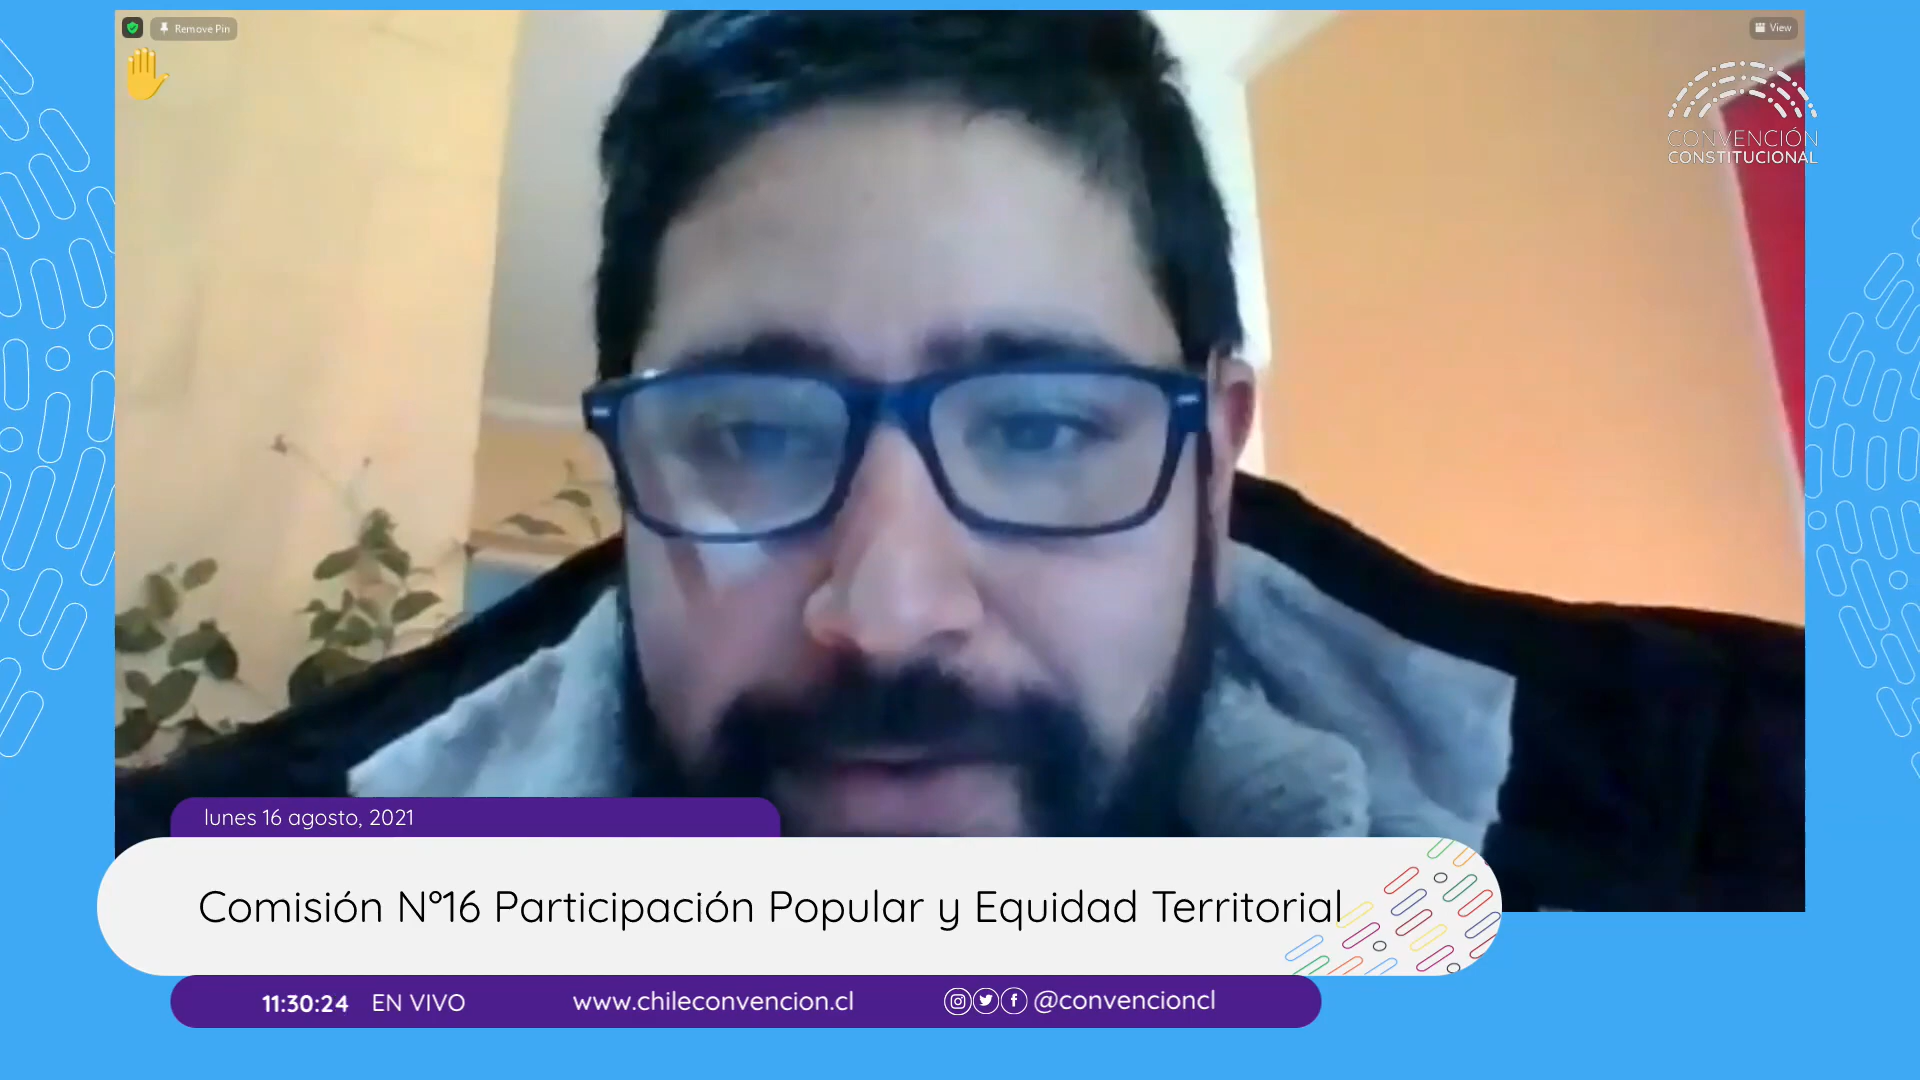 Remove Pin
View
CONVENCIÓN
CONSTITUCIONAL
lunes 16 agosto, 2021
Comisión N°16 Participación Popular y Equidad Territorial
11:30:24 EN VIVO www.chileconvencion.cl @convencioncl